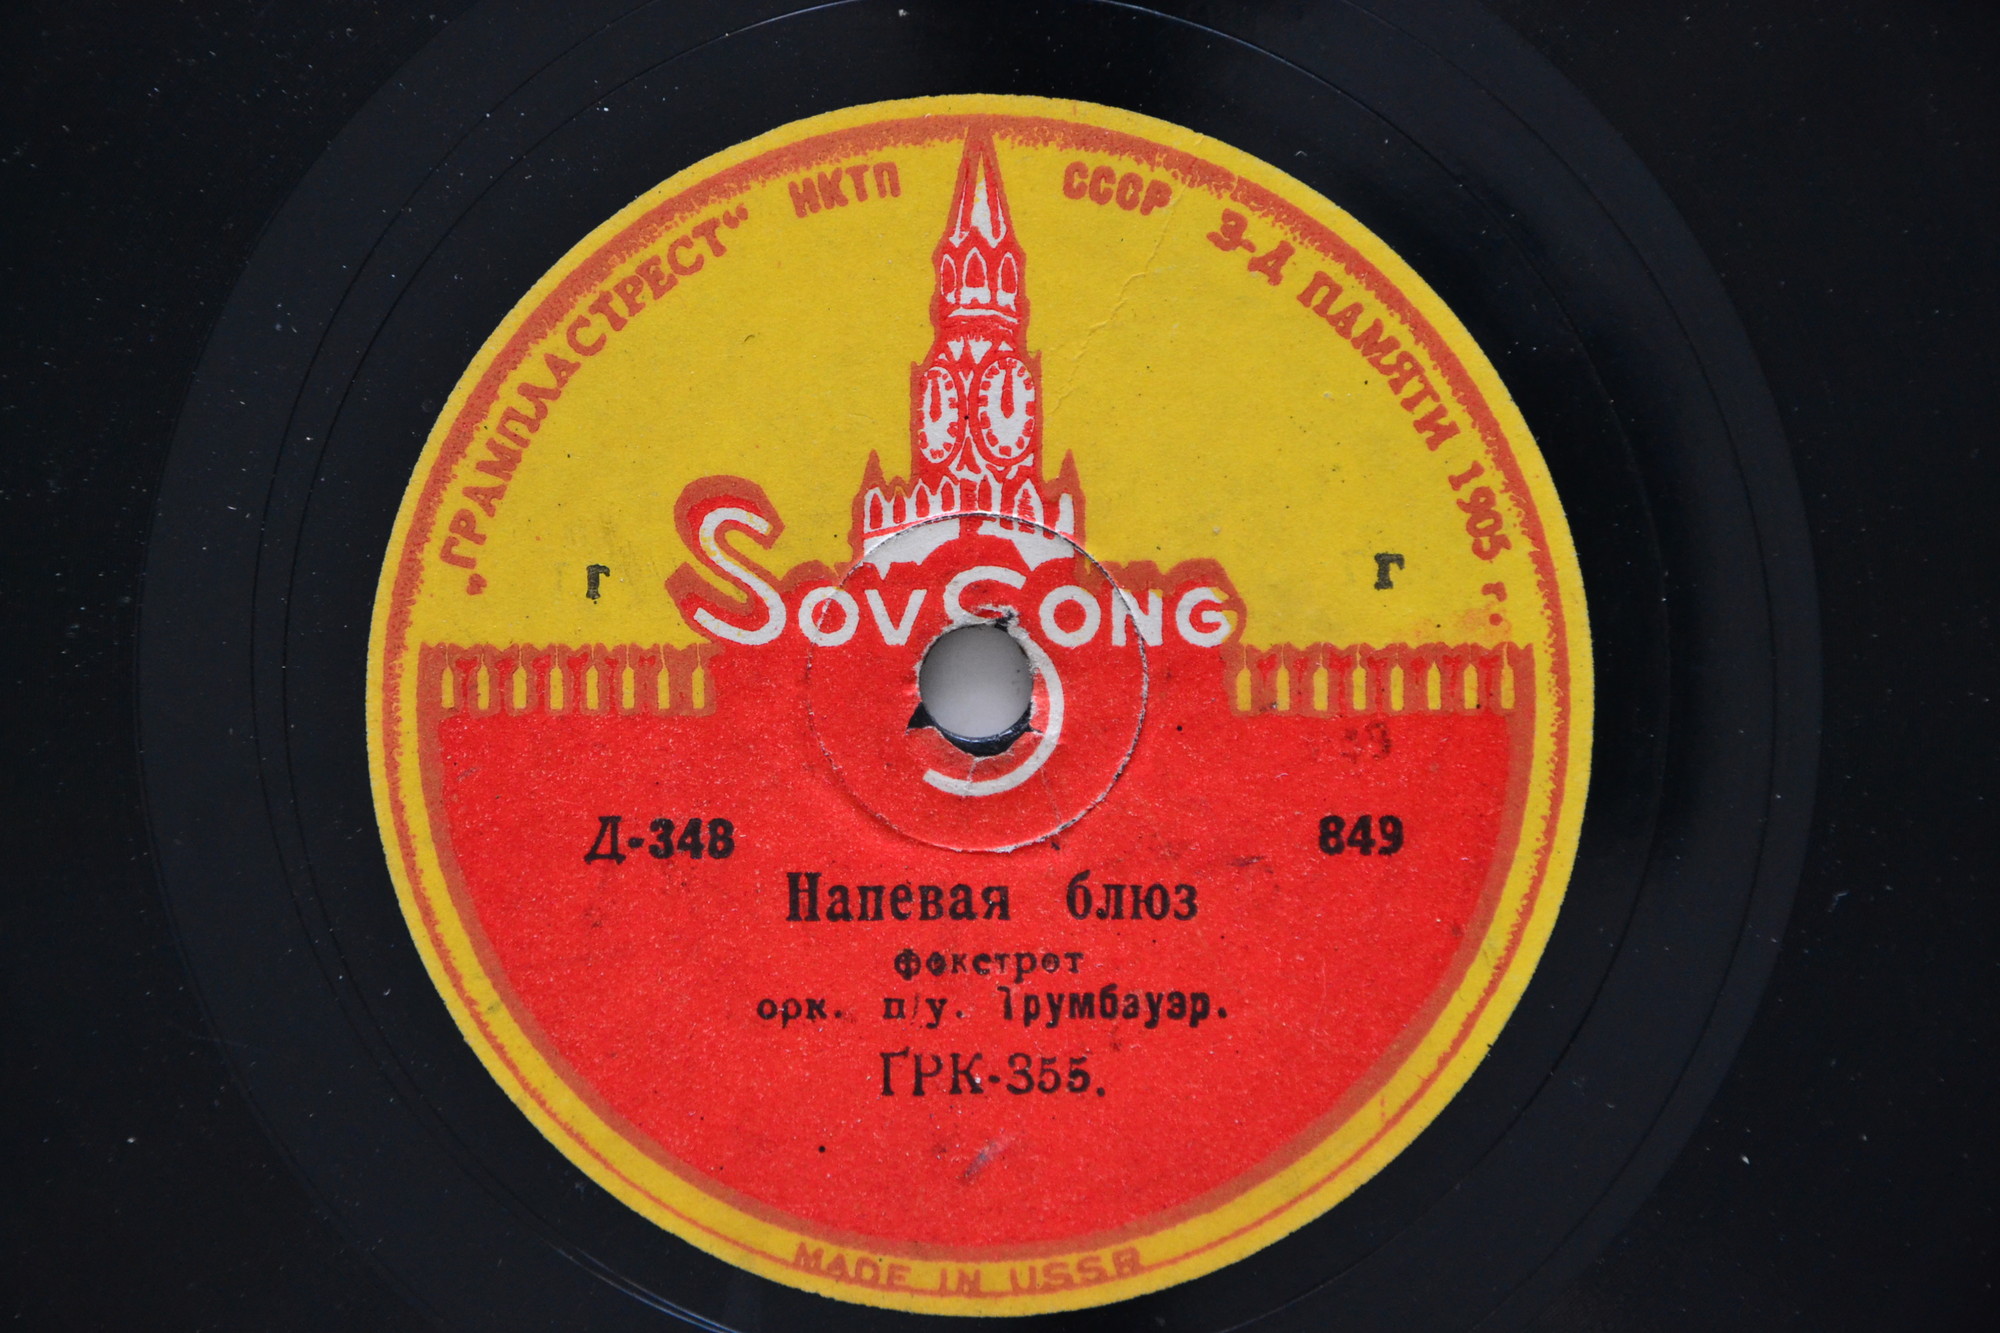 „ГРАМПЛАСТРЕСТ“ НКТП СССР З-Д ПАМЯТИ 1905 г.
г г
SOVSONG
Д-348 849
Напевая блюз
фокстрот
орк. п/у. Трумбауэр.
ГРК-355.
MADE IN USSR